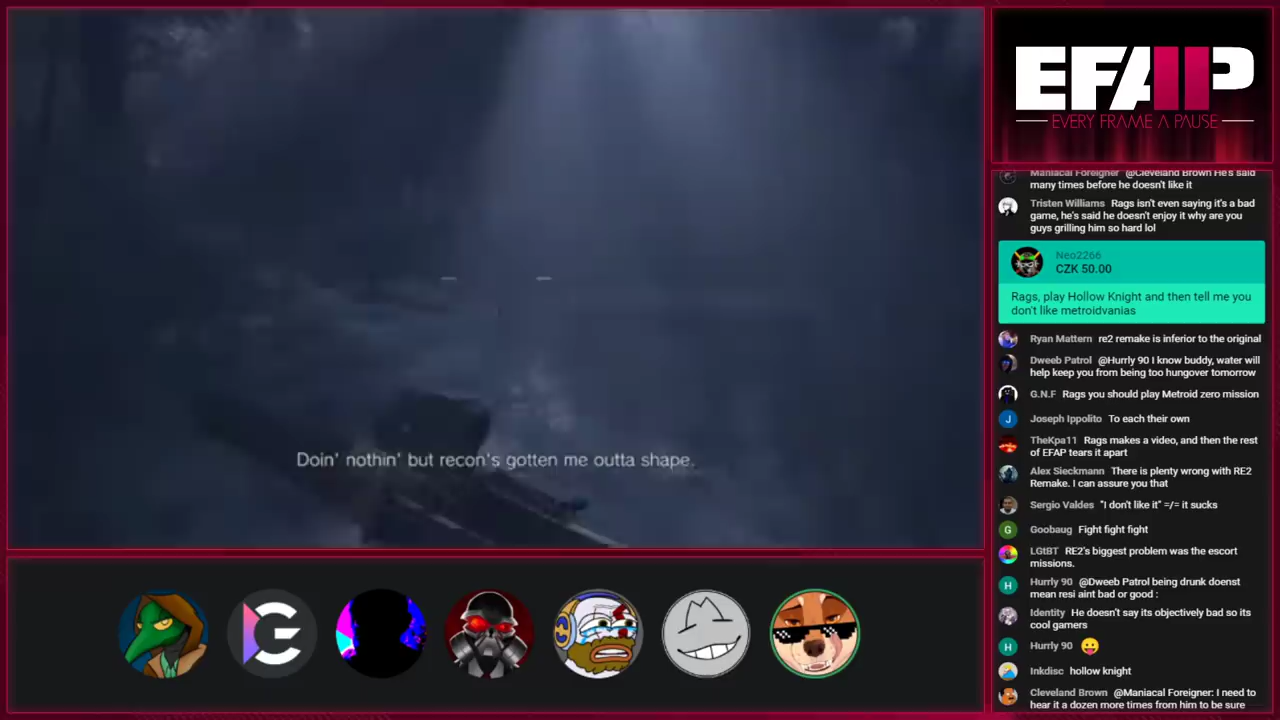 Doin' nothin' but recon's gotten me outta shape.
EFAP
EVERY FRAME A PAUSE
Maniacal Foreigner @Cleveland Brown He's said
many times before he doesn't like it
Tristen Williams Rags isn't even saying it's a bad
game, he's said he doesn't enjoy it why are you
guys grilling him so hard lol
Neo2266
CZK 50.00
Rags, play Hollow Knight and then tell me you
don't like metroidvanias
Ryan Mattern re2 remake is inferior to the original
Dweeb Patrol @Hurrly 90 I know buddy, water will
help keep you from being too hungover tomorrow
G.N.F Rags you should play Metroid zero mission
Joseph Ippolito To each their own
TheKpa11 Rags makes a video, and then the rest
of EFAP tears it apart
Alex Sieckmann There is plenty wrong with RE2
Remake. I can assure you that
Sergio Valdes "I don't like it" =/= it sucks
G
Goobaug Fight fight fight
LGtBT RE2's biggest problem was the escort
missions.
H
Hurrly 90 @Dweeb Patrol being drunk doenst
mean resi aint bad or good :
Identity He doesn't say its objectively bad so its
cool gamers
H
Hurrly 90 😛
Inkdisc hollow knight
Cleveland Brown @Maniacal Foreigner: I need to
hear it a dozen more times from him to be sure